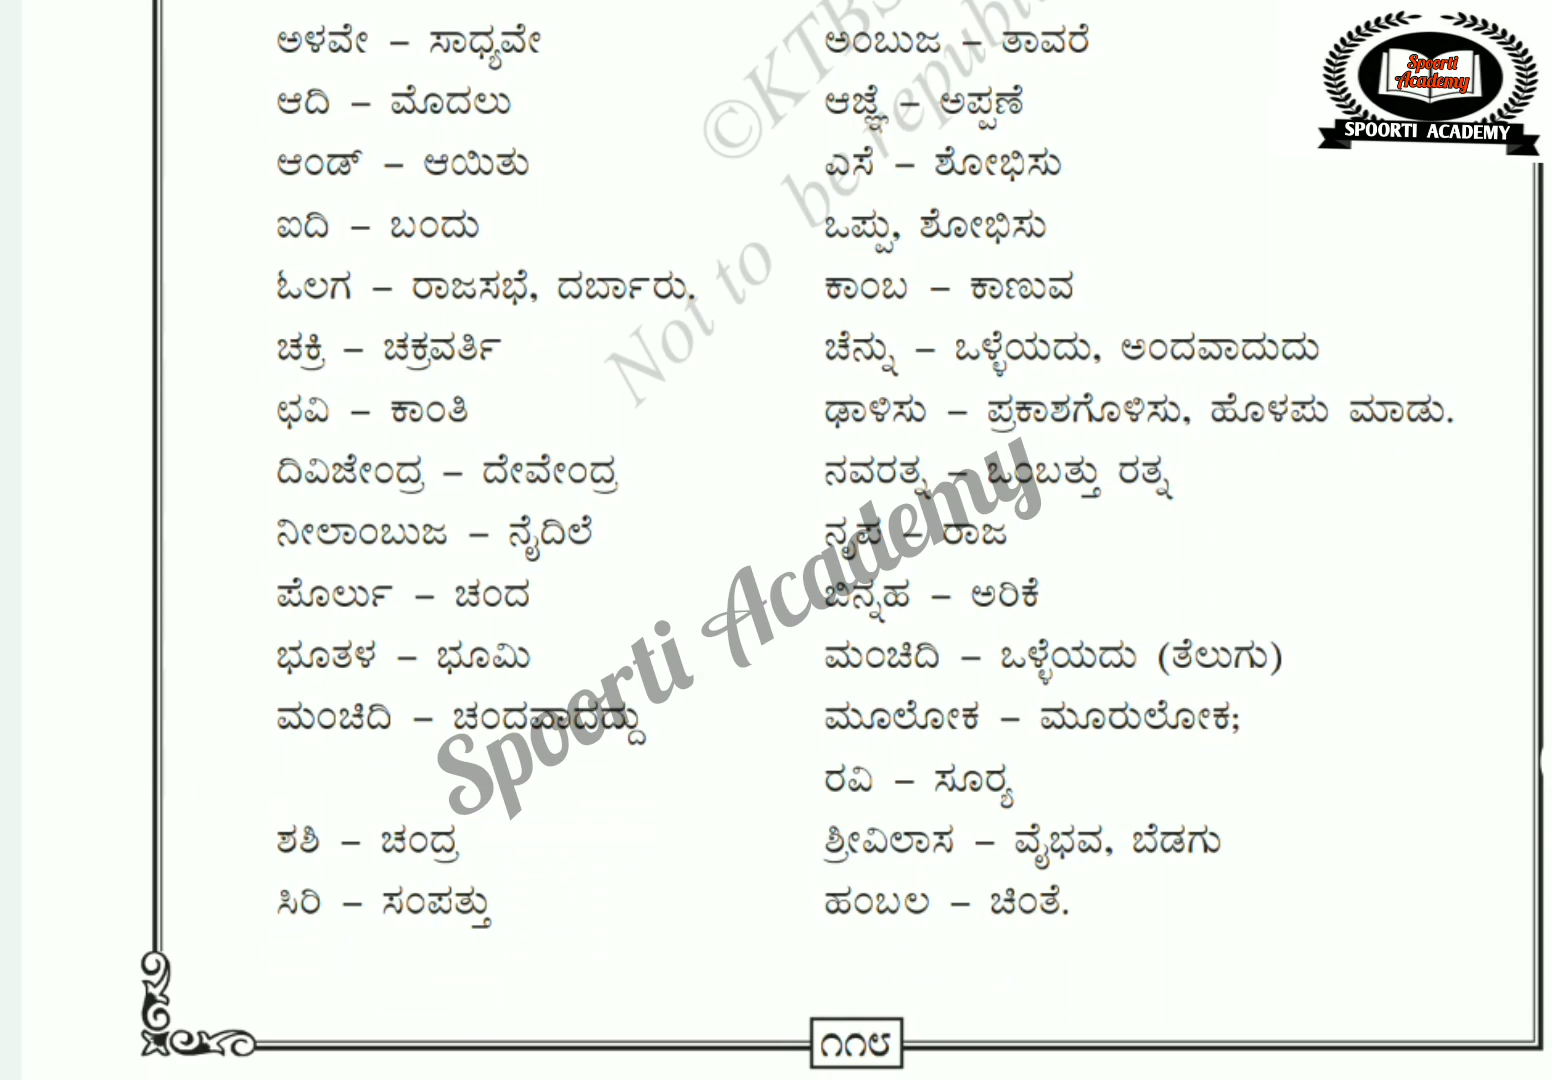 ಅಳವೇ – ಸಾಧ್ಯವೇ
ಅಂಬುಜ – ತಾವರೆ
ಆದಿ – ಮೊದಲು
ಆಜ್ಞೆ – ಅಪ್ಪಣೆ
ಆಂಡ್ – ಆಯಿತು
ಎಸೆ – ಶೋಭಿಸು
ಐದಿ – ಬಂದು
ಒಪ್ಪು, ಶೋಭಿಸು
ಓಲಗ – ರಾಜಸಭೆ, ದರ್ಬಾರು.
ಕಾಂಬ – ಕಾಣುವ
ಚಕ್ರಿ – ಚಕ್ರವರ್ತಿ
ಚೆನ್ನು – ಒಳ್ಳೆಯದು, ಅಂದವಾದುದು
ಛವಿ – ಕಾಂತಿ
ಢಾಳಿಸು – ಪ್ರಕಾಶಗೊಳಿಸು, ಹೊಳಪು ಮಾಡು.
ದಿವಿಜೇಂದ್ರ – ದೇವೇಂದ್ರ
ನವರತ್ನ – ಒಂಬತ್ತು ರತ್ನ
ನೀಲಾಂಬುಜ – ನೈದಿಲೆ
ನೃಪ – ರಾಜ
ಪೊರ್ಲು – ಚಂದ
ಬಿನ್ನಹ – ಅರಿಕೆ
ಭೂತಳ – ಭೂಮಿ
ಮಂಚಿದಿ – ಒಳ್ಳೆಯದು (ತೆಲುಗು)
ಮಂಚಿದಿ – ಚಂದವಾದದ್ದು
ಮೂಲೋಕ – ಮೂರುಲೋಕ;
ರವಿ – ಸೂರ‍್ಯ
ಶಶಿ – ಚಂದ್ರ
ಶ್ರೀವಿಲಾಸ – ವೈಭವ, ಬೆಡಗು
ಸಿರಿ – ಸಂಪತ್ತು
ಹಂಬಲ – ಚಿಂತೆ.
೧೧೮
©KTBS
Not to be republi
Spoorti Academy
Spoorti
Academy
SPOORTI ACADEMY